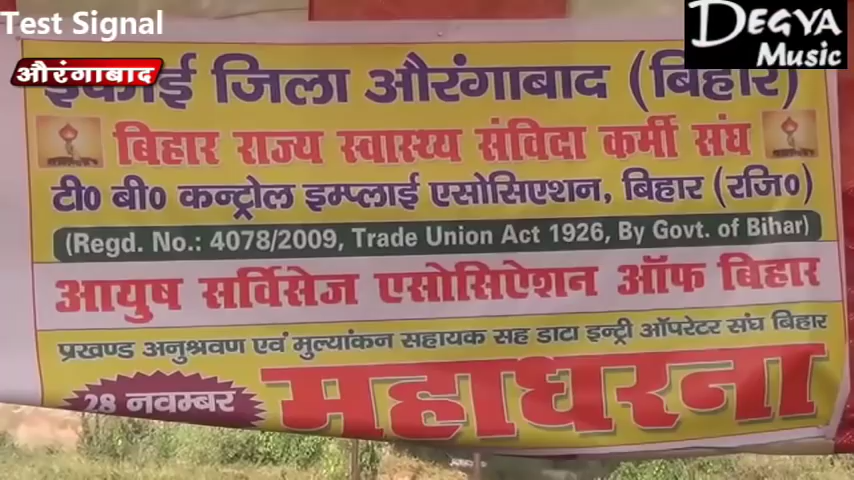 Test Signal
DEGYA
Music
औरंगाबाद
इकाई जिला औरंगाबाद (बिहार)
बिहार राज्य स्वास्थ्य संविदा कर्मी संघ
टी० बी० कन्ट्रोल इम्प्लाई एसोसिएशन, बिहार (रजि०)
(Regd. No.: 4078/2009, Trade Union Act 1926, By Govt. of Bihar)
आयुष सर्विसेज एसोसिऐशन ऑफ बिहार
प्रखण्ड अनुश्रवण एवं मुल्यांकन सहायक सह डाटा इन्ट्री ऑपरेटर संघ बिहार
28 नवम्बर
महाधरना